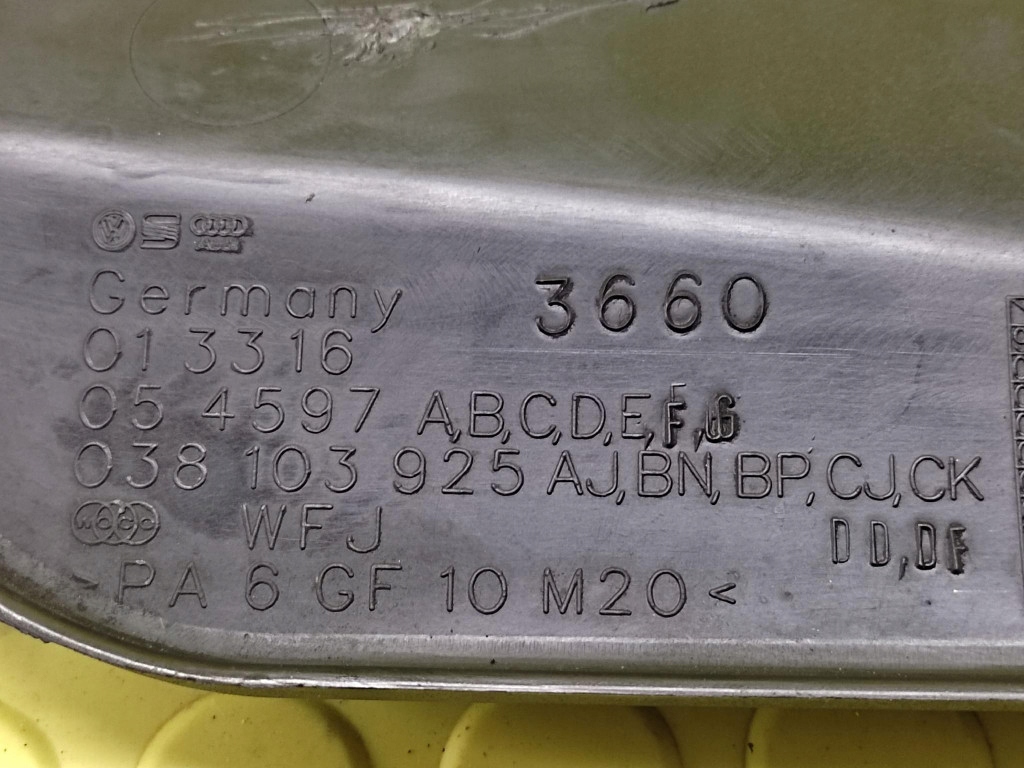 Germany 3660
01 3316
05 4597 A,B,C,D,E,F,G
038 103 925 AJ,BN,BP,CJ,CK
WFJ DD,DF
PA 6 GF 10 M20<